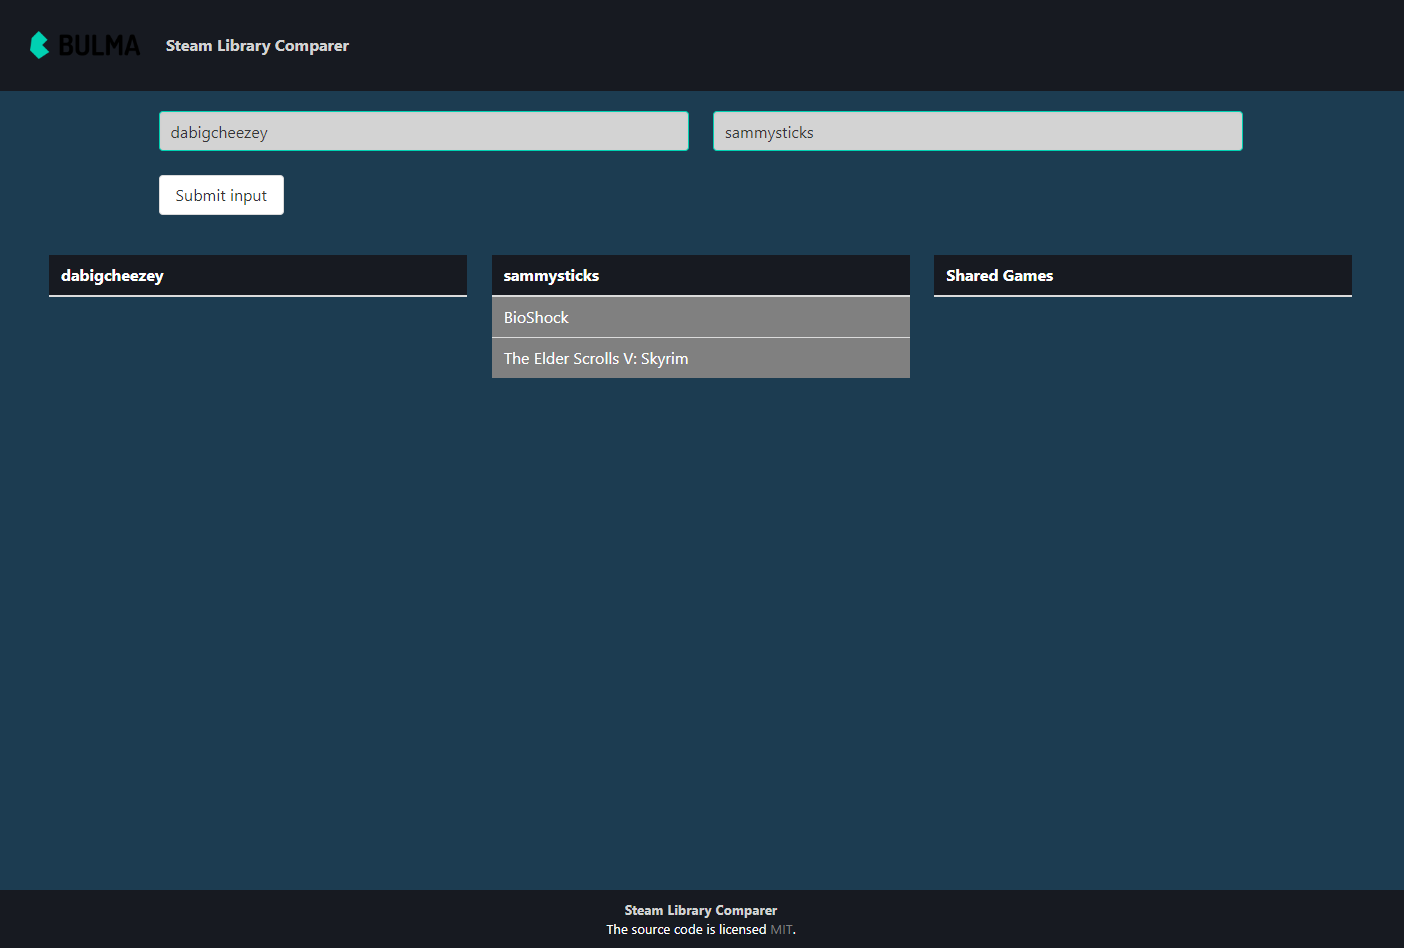 BULMA Steam Library Comparer
dabigcheezey sammysticks
Submit input
dabigcheezey sammysticks Shared Games
BioShock
The Elder Scrolls V: Skyrim
Steam Library Comparer
The source code is licensed MIT.